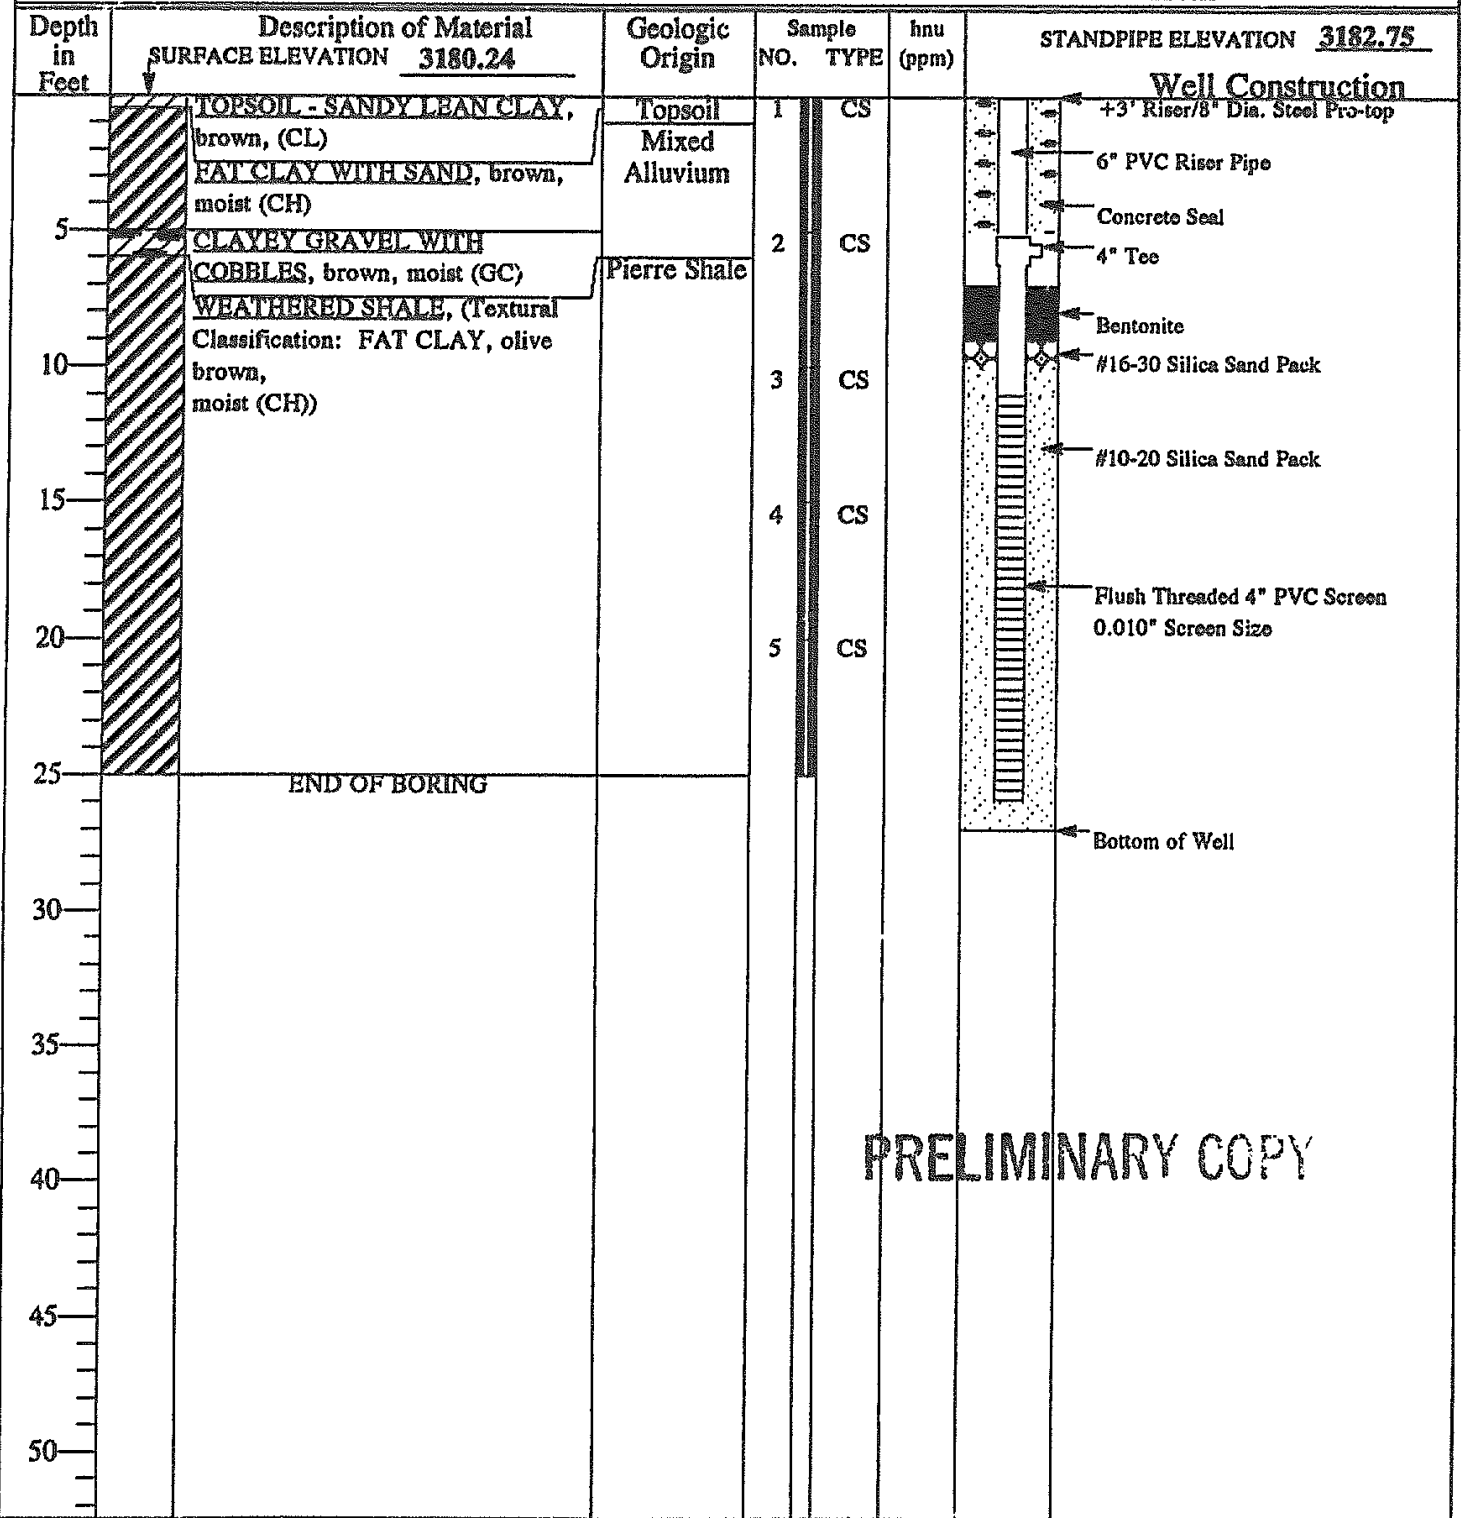 Depth
in
Feet
Description of Material
SURFACE ELEVATION 3180.24
Geologic
Origin
Sample
NO. TYPE
hnu
(ppm)
STANDPIPE ELEVATION 3182.75
Well Construction
TOPSOIL - SANDY LEAN CLAY,
brown, (CL)
FAT CLAY WITH SAND, brown,
moist (CH)
CLAYEY GRAVEL WITH
COBBLES, brown, moist (GC)
WEATHERED SHALE, (Textural
Classification: FAT CLAY, olive
brown,
moist (CH))
END OF BORING
Topsoil
Mixed
Alluvium
Pierre Shale
1 CS
2 CS
3 CS
4 CS
5 CS
+3' Riser/8" Dia. Steel Pro-top
6" PVC Riser Pipe
Concrete Seal
4" Tee
Bentonite
#16-30 Silica Sand Pack
#10-20 Silica Sand Pack
Flush Threaded 4" PVC Screen
0.010" Screen Size
Bottom of Well
5
10
15
20
25
30
35
40
45
50
PRELIMINARY COPY